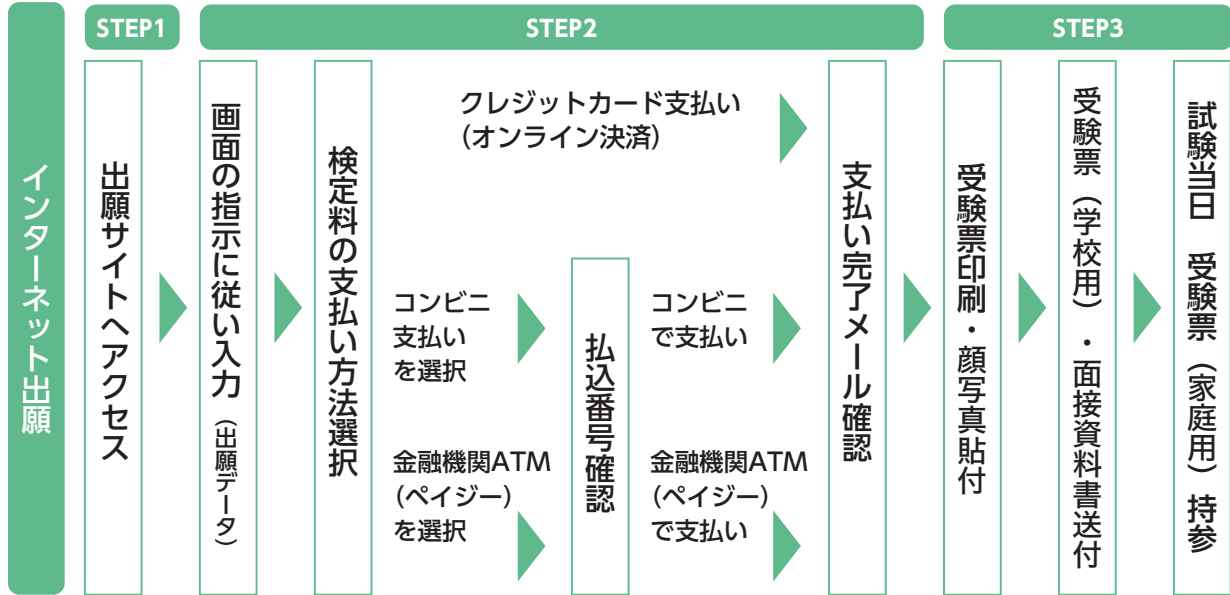 インターネット出願
STEP1
出願サイトへアクセス
STEP2
画面の指示に従い入力（出願データ）
検定料の支払い方法選択
クレジットカード支払い
（オンライン決済）
コンビニ
支払い
を選択
金融機関ATM
（ペイジー）
を選択
払込番号確認
コンビニ
で支払い
金融機関ATM
（ペイジー）
で支払い
支払い完了メール確認
STEP3
受験票印刷・顔写真貼付
受験票（学校用）・面接資料書送付
試験当日　受験票（家庭用）持参